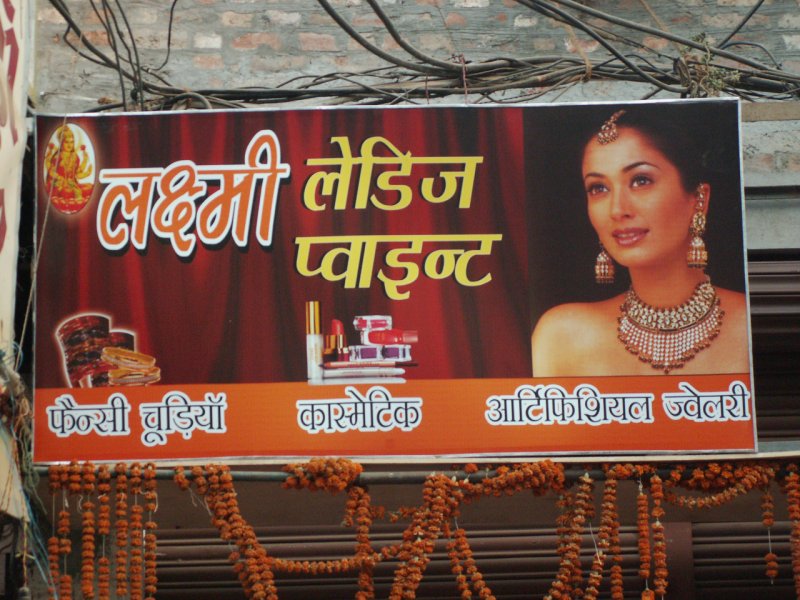 लक्ष्मी लेडिज
प्वाइन्ट
फैन्सी चूड़ियॉ कास्मेटिक आर्टिफिशियल ज्वेलरी